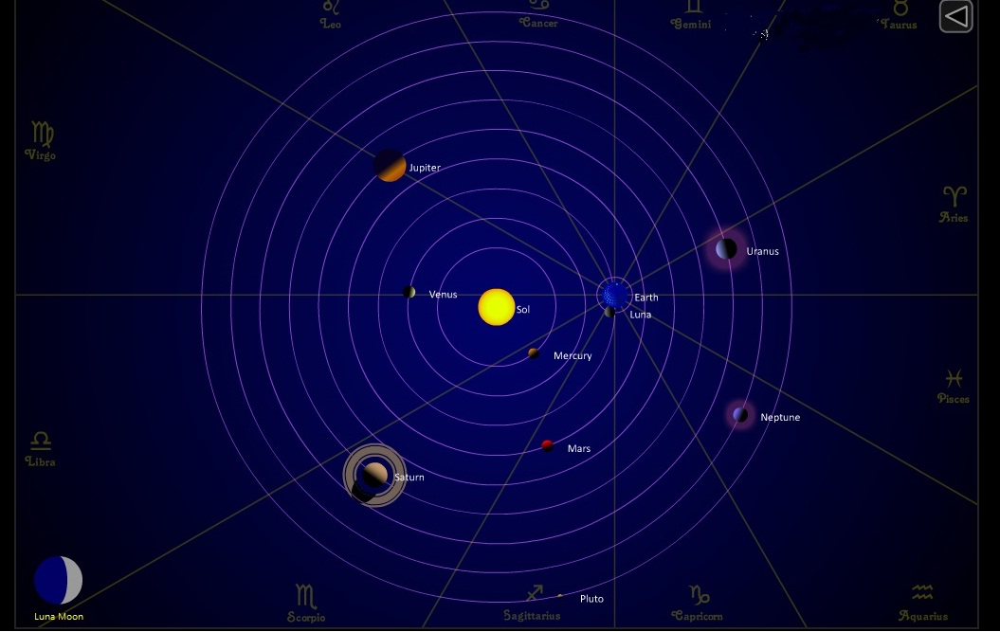 Leo
Cancer
Gemini
Taurus
Virgo
Jupiter
Aries
Uranus
Venus
Sol
Earth
Luna
Mercury
Pisces
Neptune
Mars
Libra
Saturn
Luna Moon
Scorpio
Sagittarius
Pluto
Capricorn
Aquarius